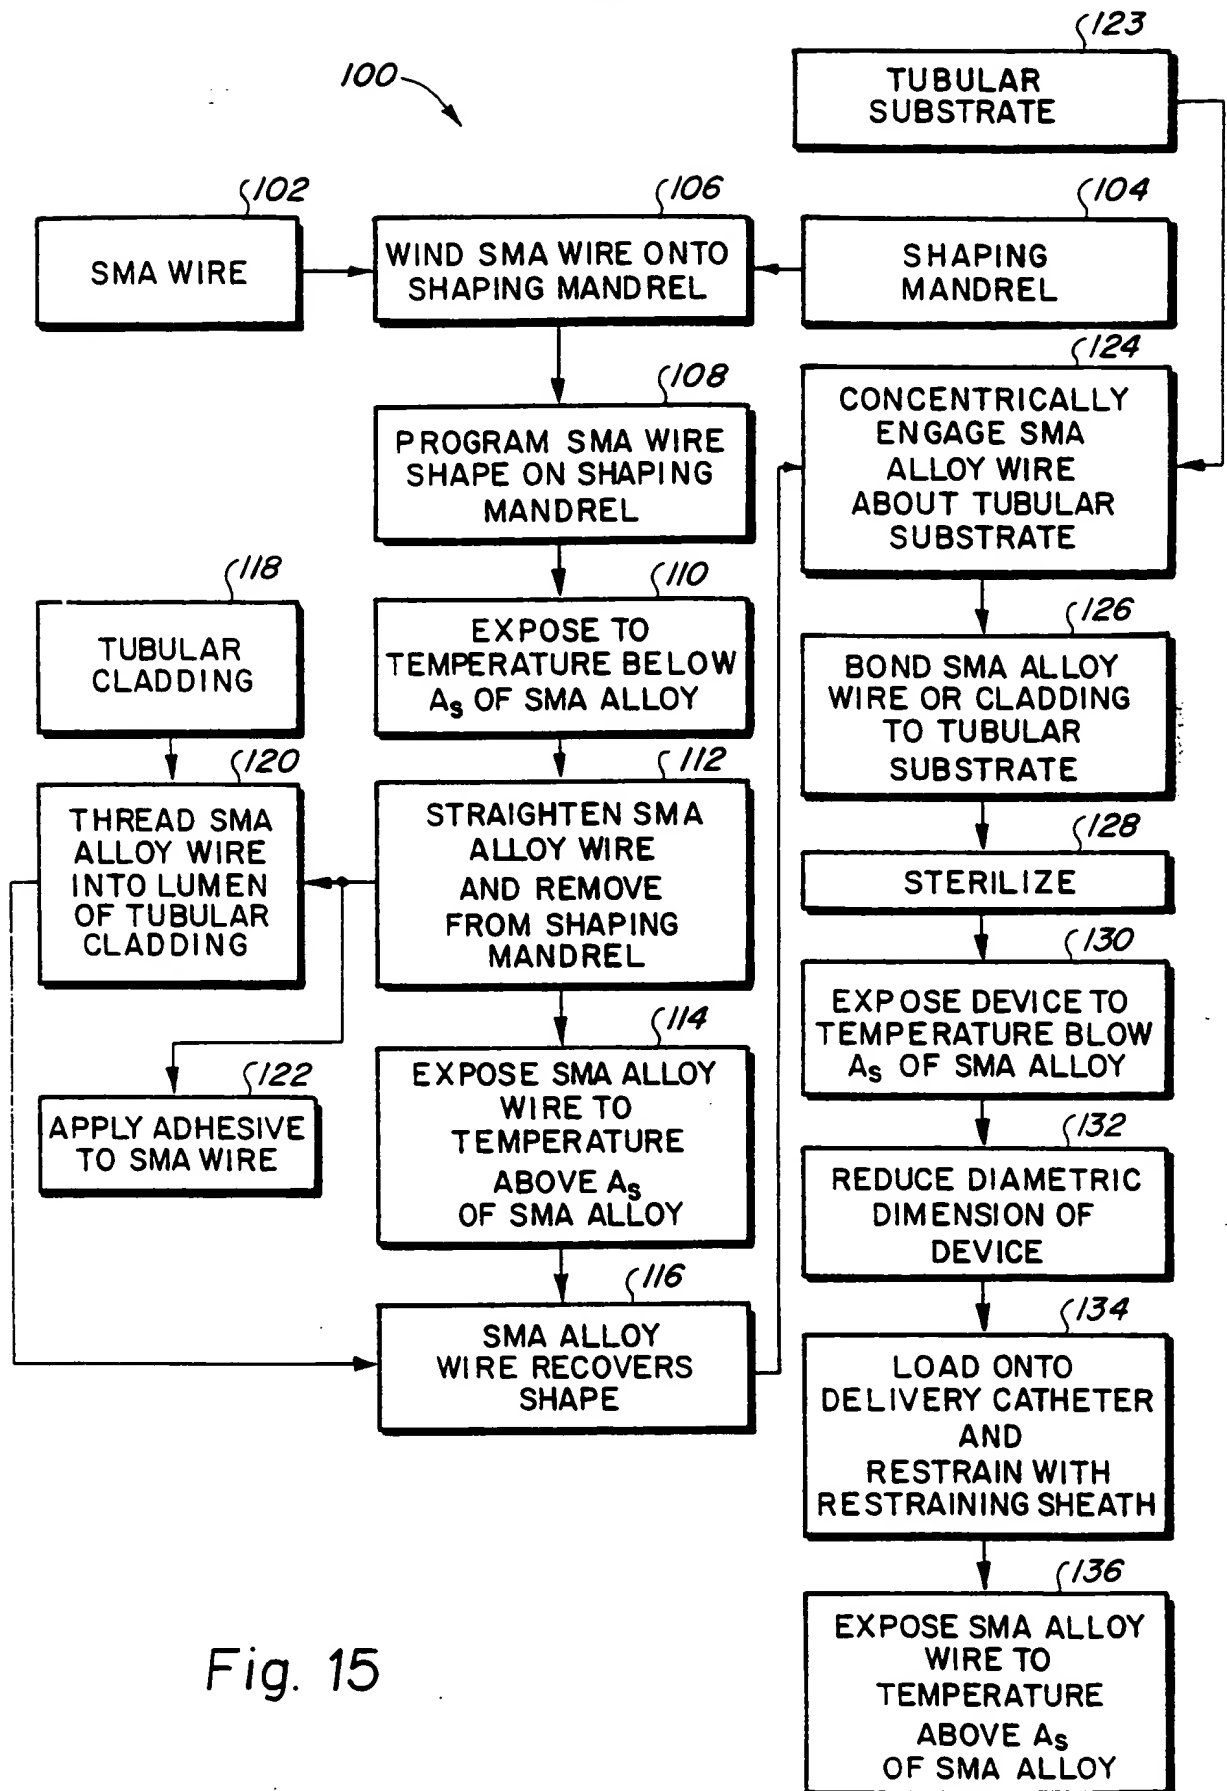 100
123
TUBULAR
SUBSTRATE
102
SMA WIRE
106
WIND SMA WIRE ONTO
SHAPING MANDREL
104
SHAPING
MANDREL
108
PROGRAM SMA WIRE
SHAPE ON SHAPING
MANDREL
110
EXPOSE TO
TEMPERATURE BELOW
As OF SMA ALLOY
118
TUBULAR
CLADDING
120
THREAD SMA
ALLOY WIRE
INTO LUMEN
OF TUBULAR
CLADDING
112
STRAIGHTEN SMA
ALLOY WIRE
AND REMOVE
FROM SHAPING
MANDREL
122
APPLY ADHESIVE
TO SMA WIRE
114
EXPOSE SMA ALLOY
WIRE TO
TEMPERATURE
ABOVE As
OF SMA ALLOY
116
SMA ALLOY
WIRE RECOVERS
SHAPE
124
CONCENTRICALLY
ENGAGE SMA
ALLOY WIRE
ABOUT TUBULAR
SUBSTRATE
126
BOND SMA ALLOY
WIRE OR CLADDING
TO TUBULAR
SUBSTRATE
128
STERILIZE
130
EXPOSE DEVICE TO
TEMPERATURE BLOW
As OF SMA ALLOY
132
REDUCE DIAMETRIC
DIMENSION OF
DEVICE
134
LOAD ONTO
DELIVERY CATHETER
AND
RESTRAIN WITH
RESTRAINING SHEATH
136
EXPOSE SMA ALLOY
WIRE TO
TEMPERATURE
ABOVE As
OF SMA ALLOY
Fig. 15